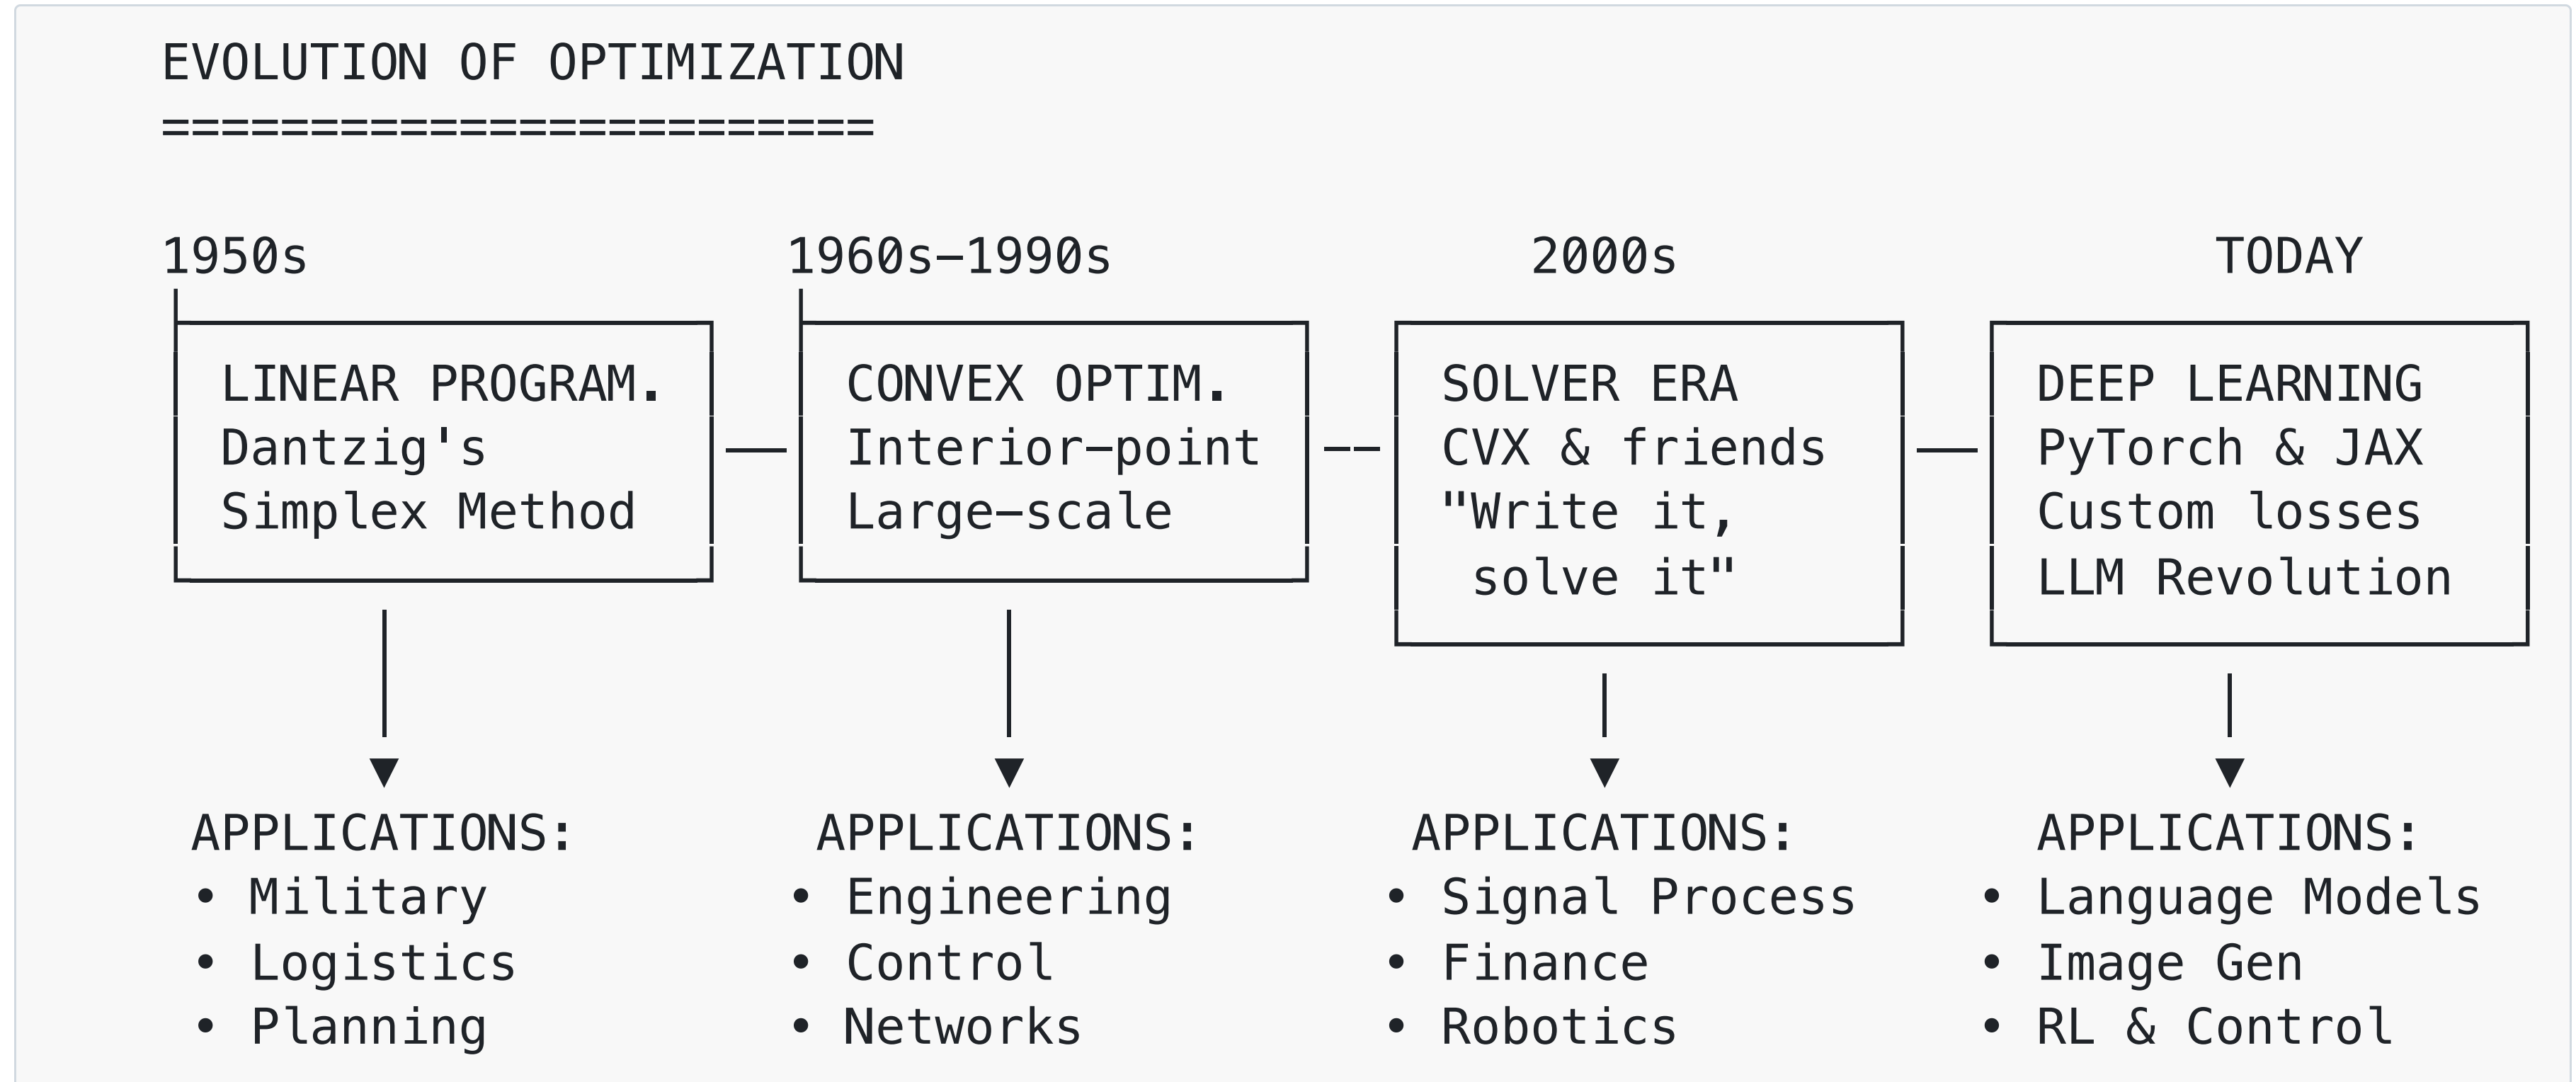 EVOLUTION OF OPTIMIZATION
========================
1950s
1960s–1990s
2000s
TODAY
LINEAR PROGRAM.
Dantzig's
Simplex Method
CONVEX OPTIM.
Interior-point
Large-scale
SOLVER ERA
CVX & friends
"Write it,
solve it"
DEEP LEARNING
PyTorch & JAX
Custom losses
LLM Revolution
APPLICATIONS:
• Military
• Logistics
• Planning
APPLICATIONS:
• Engineering
• Control
• Networks
APPLICATIONS:
• Signal Process
• Finance
• Robotics
APPLICATIONS:
• Language Models
• Image Gen
• RL & Control